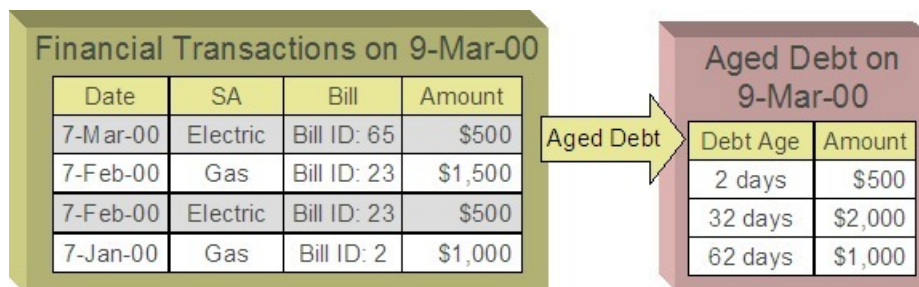 Financial Transactions on 9-Mar-00
Date SA Bill Amount
7-Mar-00 Electric Bill ID: 65 $500
7-Feb-00 Gas Bill ID: 23 $1,500
7-Feb-00 Electric Bill ID: 23 $500
7-Jan-00 Gas Bill ID: 2 $1,000
Aged Debt
Aged Debt on
9-Mar-00
Debt Age Amount
2 days $500
32 days $2,000
62 days $1,000